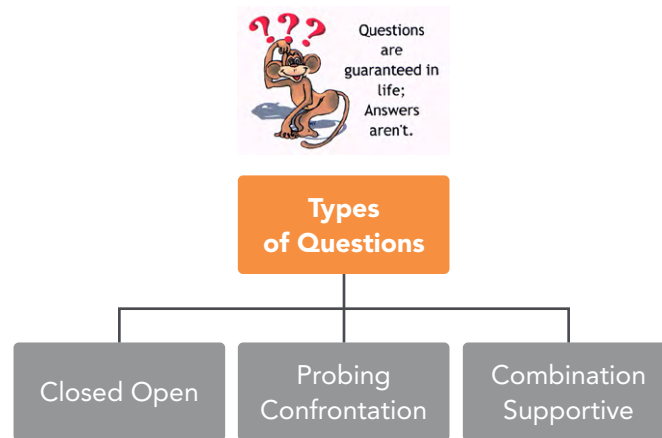 ? ? ?
Questions
are
guaranteed in
life;
Answers
aren't.
Types
of Questions
Closed Open
Probing
Confrontation
Combination
Supportive